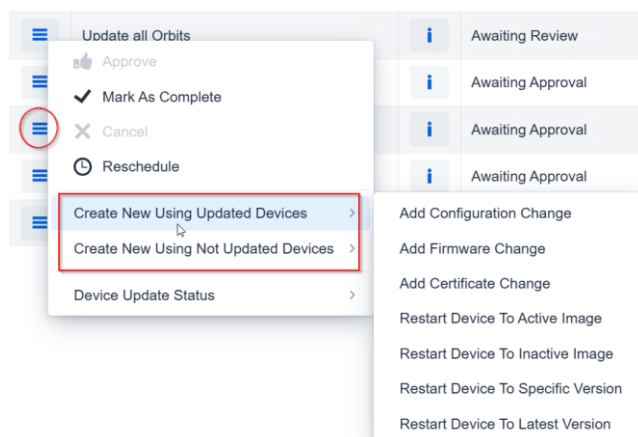 Update all Orbits
i
Awaiting Review
Approve
i
Awaiting Approval
Mark As Complete
Cancel
i
Awaiting Approval
Reschedule
i
Awaiting Approval
Create New Using Updated Devices
Create New Using Not Updated Devices
Device Update Status
Add Configuration Change
Add Firmware Change
Add Certificate Change
Restart Device To Active Image
Restart Device To Inactive Image
Restart Device To Specific Version
Restart Device To Latest Version